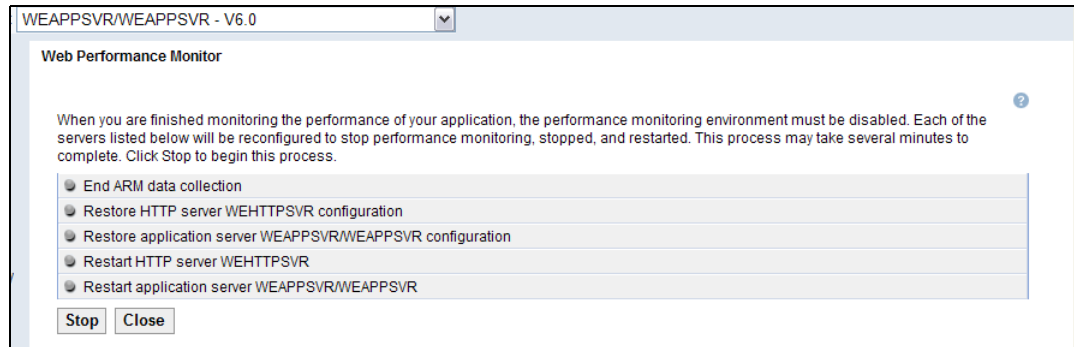 WEAPPSVR/WEAPPSVR - V6.0
Web Performance Monitor
?
When you are finished monitoring the performance of your application, the performance monitoring environment must be disabled. Each of the
servers listed below will be reconfigured to stop performance monitoring, stopped, and restarted. This process may take several minutes to
complete. Click Stop to begin this process.
End ARM data collection
Restore HTTP server WEHTTPSVR configuration
Restore application server WEAPPSVR/WEAPPSVR configuration
Restart HTTP server WEHTTPSVR
Restart application server WEAPPSVR/WEAPPSVR
Stop Close